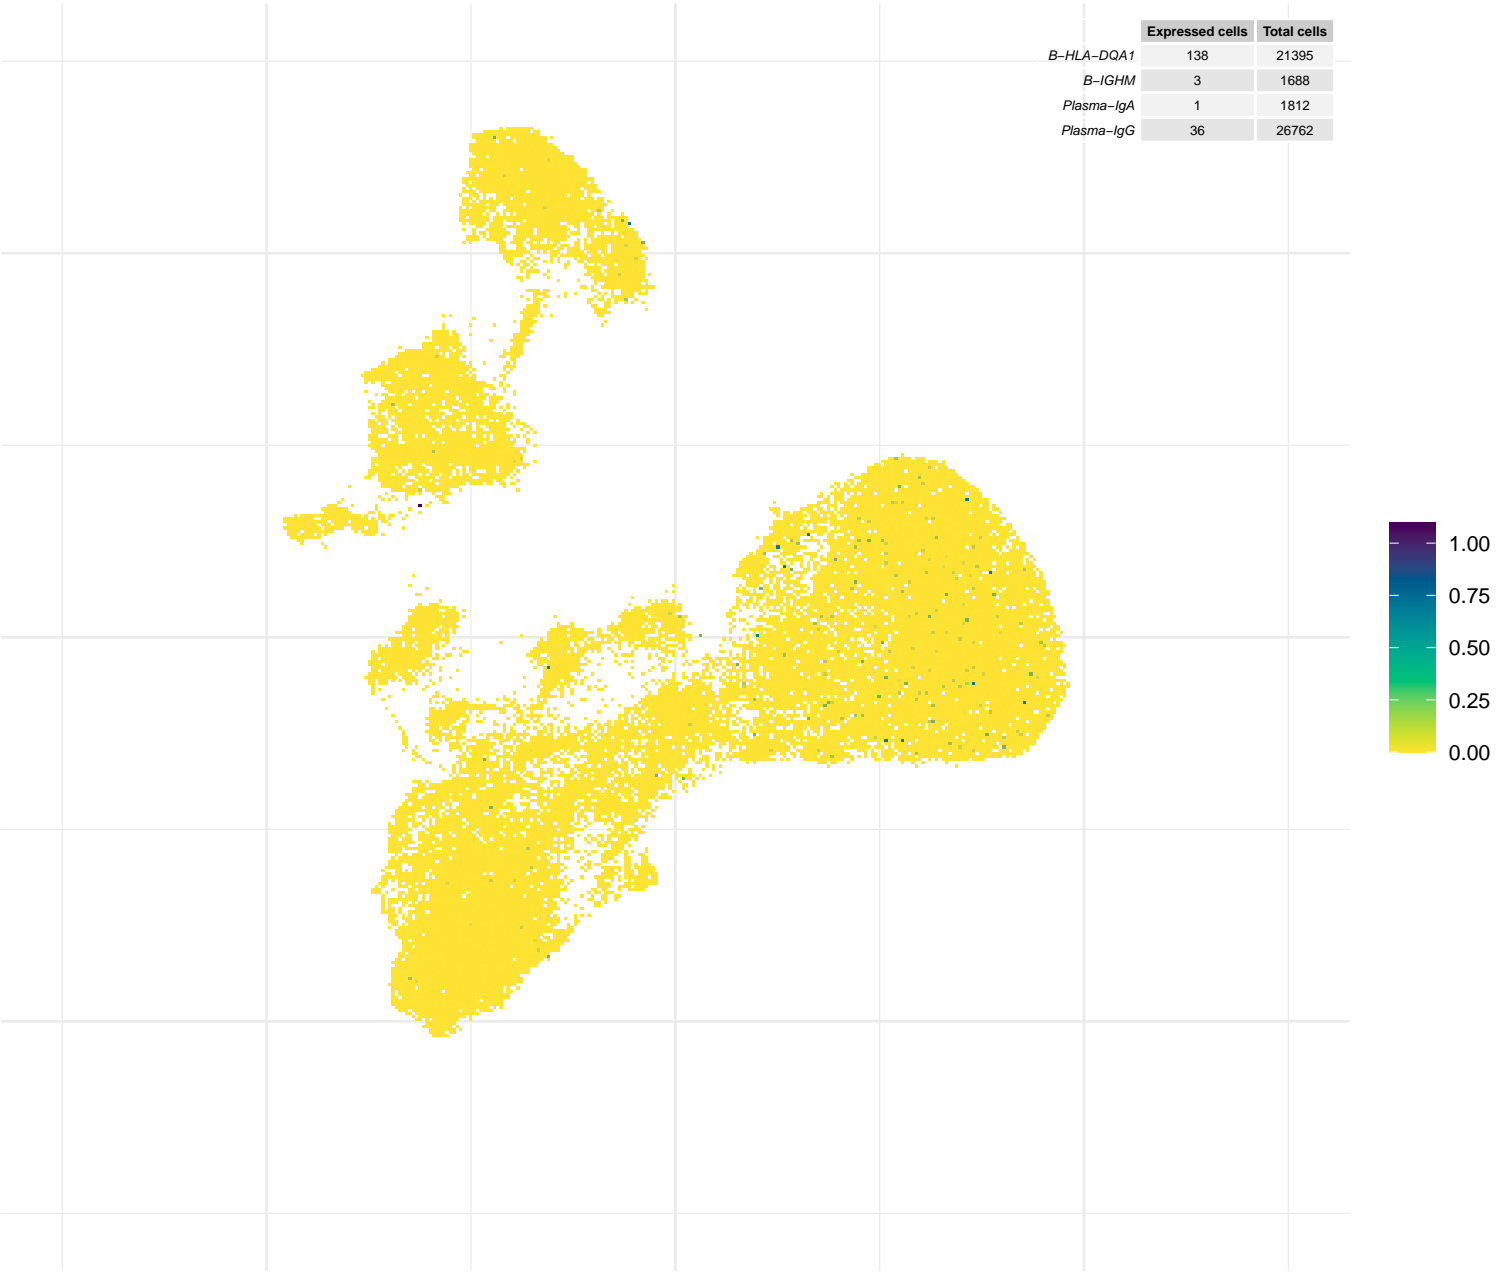 Expressed cells Total cells
B−HLA−DQA1 138 21395
B−IGHM 3 1688
Plasma−IgA 1 1812
Plasma−IgG 36 26762
1.00
0.75
0.50
0.25
0.00